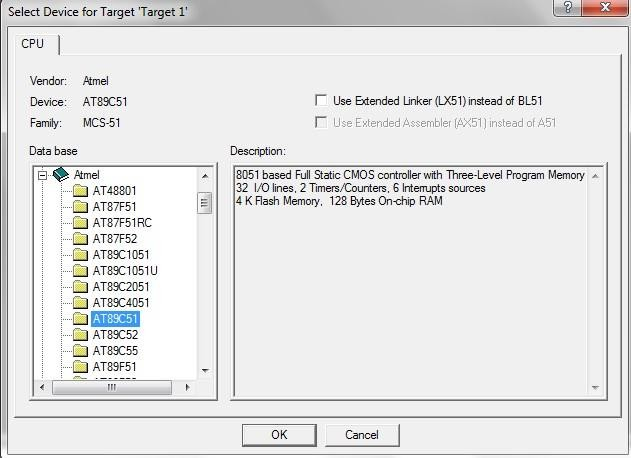 Select Device for Target 'Target 1'
CPU
Vendor: Atmel
Device: AT89C51
Family: MCS-51
Use Extended Linker (LX51) instead of BL51
Use Extended Assembler (AX51) instead of A51
Data base
Atmel
AT48801
AT87F51
AT87F51RC
AT87F52
AT89C1051
AT89C1051U
AT89C2051
AT89C4051
AT89C51
AT89C52
AT89C55
AT89F51
Description:
8051 based Full Static CMOS controller with Three-Level Program Memory
32 I/O lines, 2 Timers/Counters, 6 Interrupts sources
4 K Flash Memory, 128 Bytes On-chip RAM
OK
Cancel